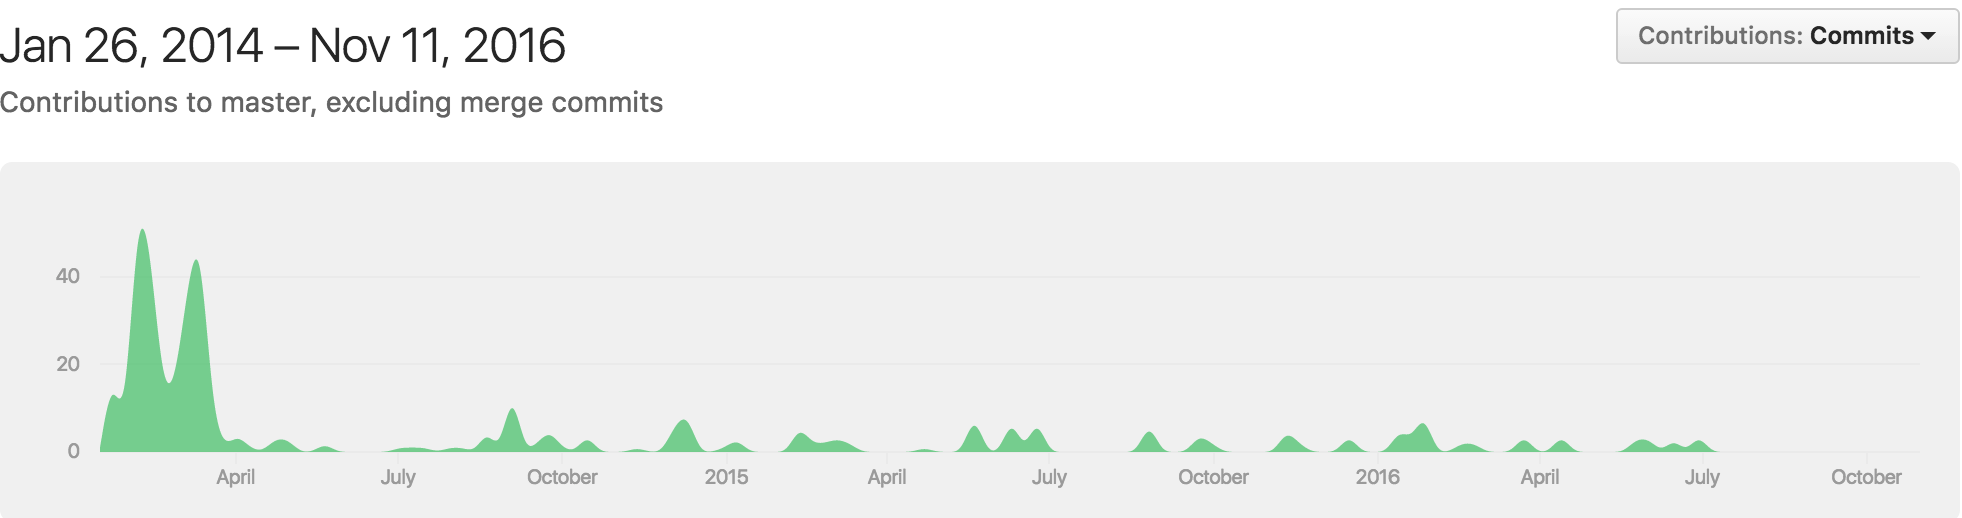 Jan 26, 2014 – Nov 11, 2016
Contributions: Commits
Contributions to master, excluding merge commits
40
20
0
April July October 2015 April July October 2016 April July October